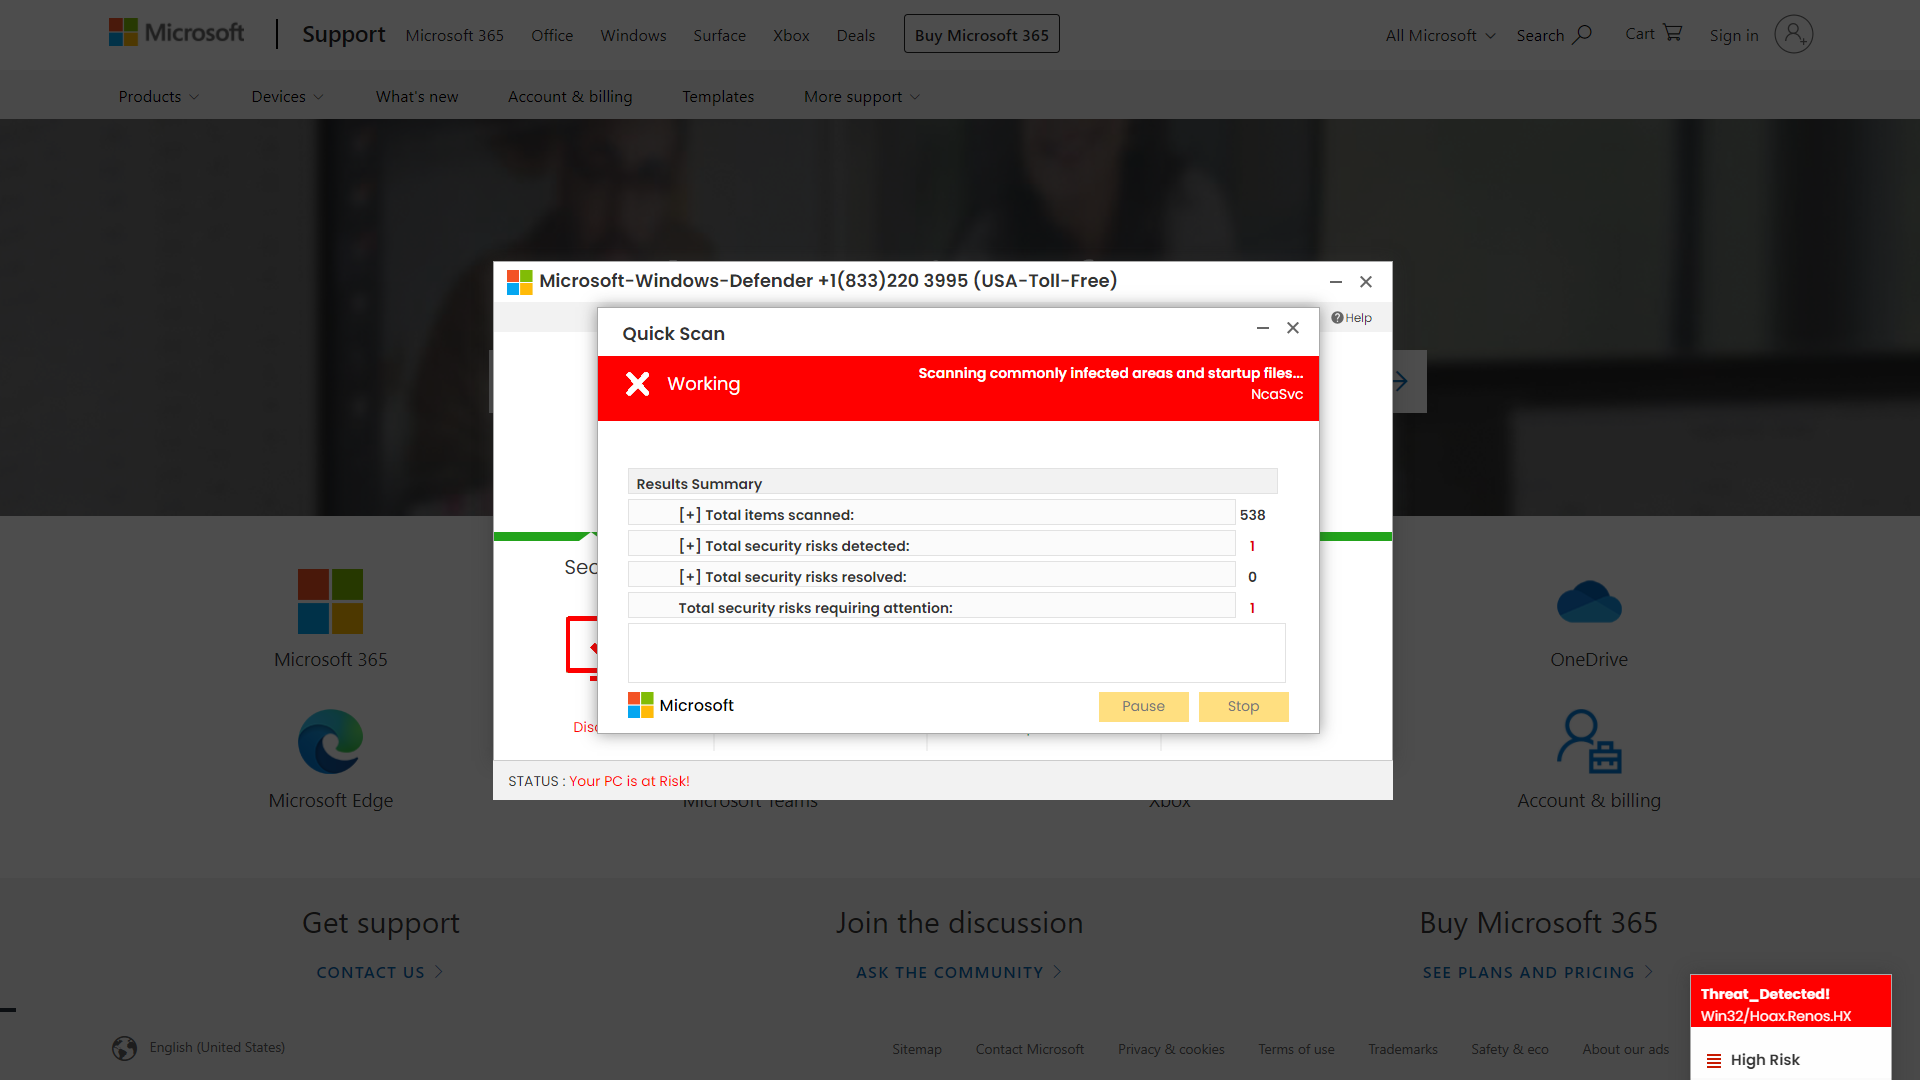 Microsoft
Support
Microsoft 365
Office
Windows
Surface
Xbox
Deals
Buy Microsoft 365
All Microsoft
Search
Cart
Sign in
Products
Devices
What's new
Account & billing
Templates
More support
Microsoft-Windows-Defender +1(833)220 3995 (USA-Toll-Free)
Help
Quick Scan
Working
Scanning commonly infected areas and startup files...
NcaSvc
Results Summary
[+] Total items scanned: 538
[+] Total security risks detected: 1
[+] Total security risks resolved: 0
Total security risks requiring attention: 1
Microsoft
Pause
Stop
Sec
Disc
STATUS : Your PC is at Risk!
Microsoft 365
OneDrive
Microsoft Edge
Microsoft Teams
Xbox
Account & billing
Get support
CONTACT US
Join the discussion
ASK THE COMMUNITY
Buy Microsoft 365
SEE PLANS AND PRICING
Threat_Detected!
Win32/Hoax.Renos.HX
High Risk
English (United States)
Sitemap
Contact Microsoft
Privacy & cookies
Terms of use
Trademarks
Safety & eco
About our ads